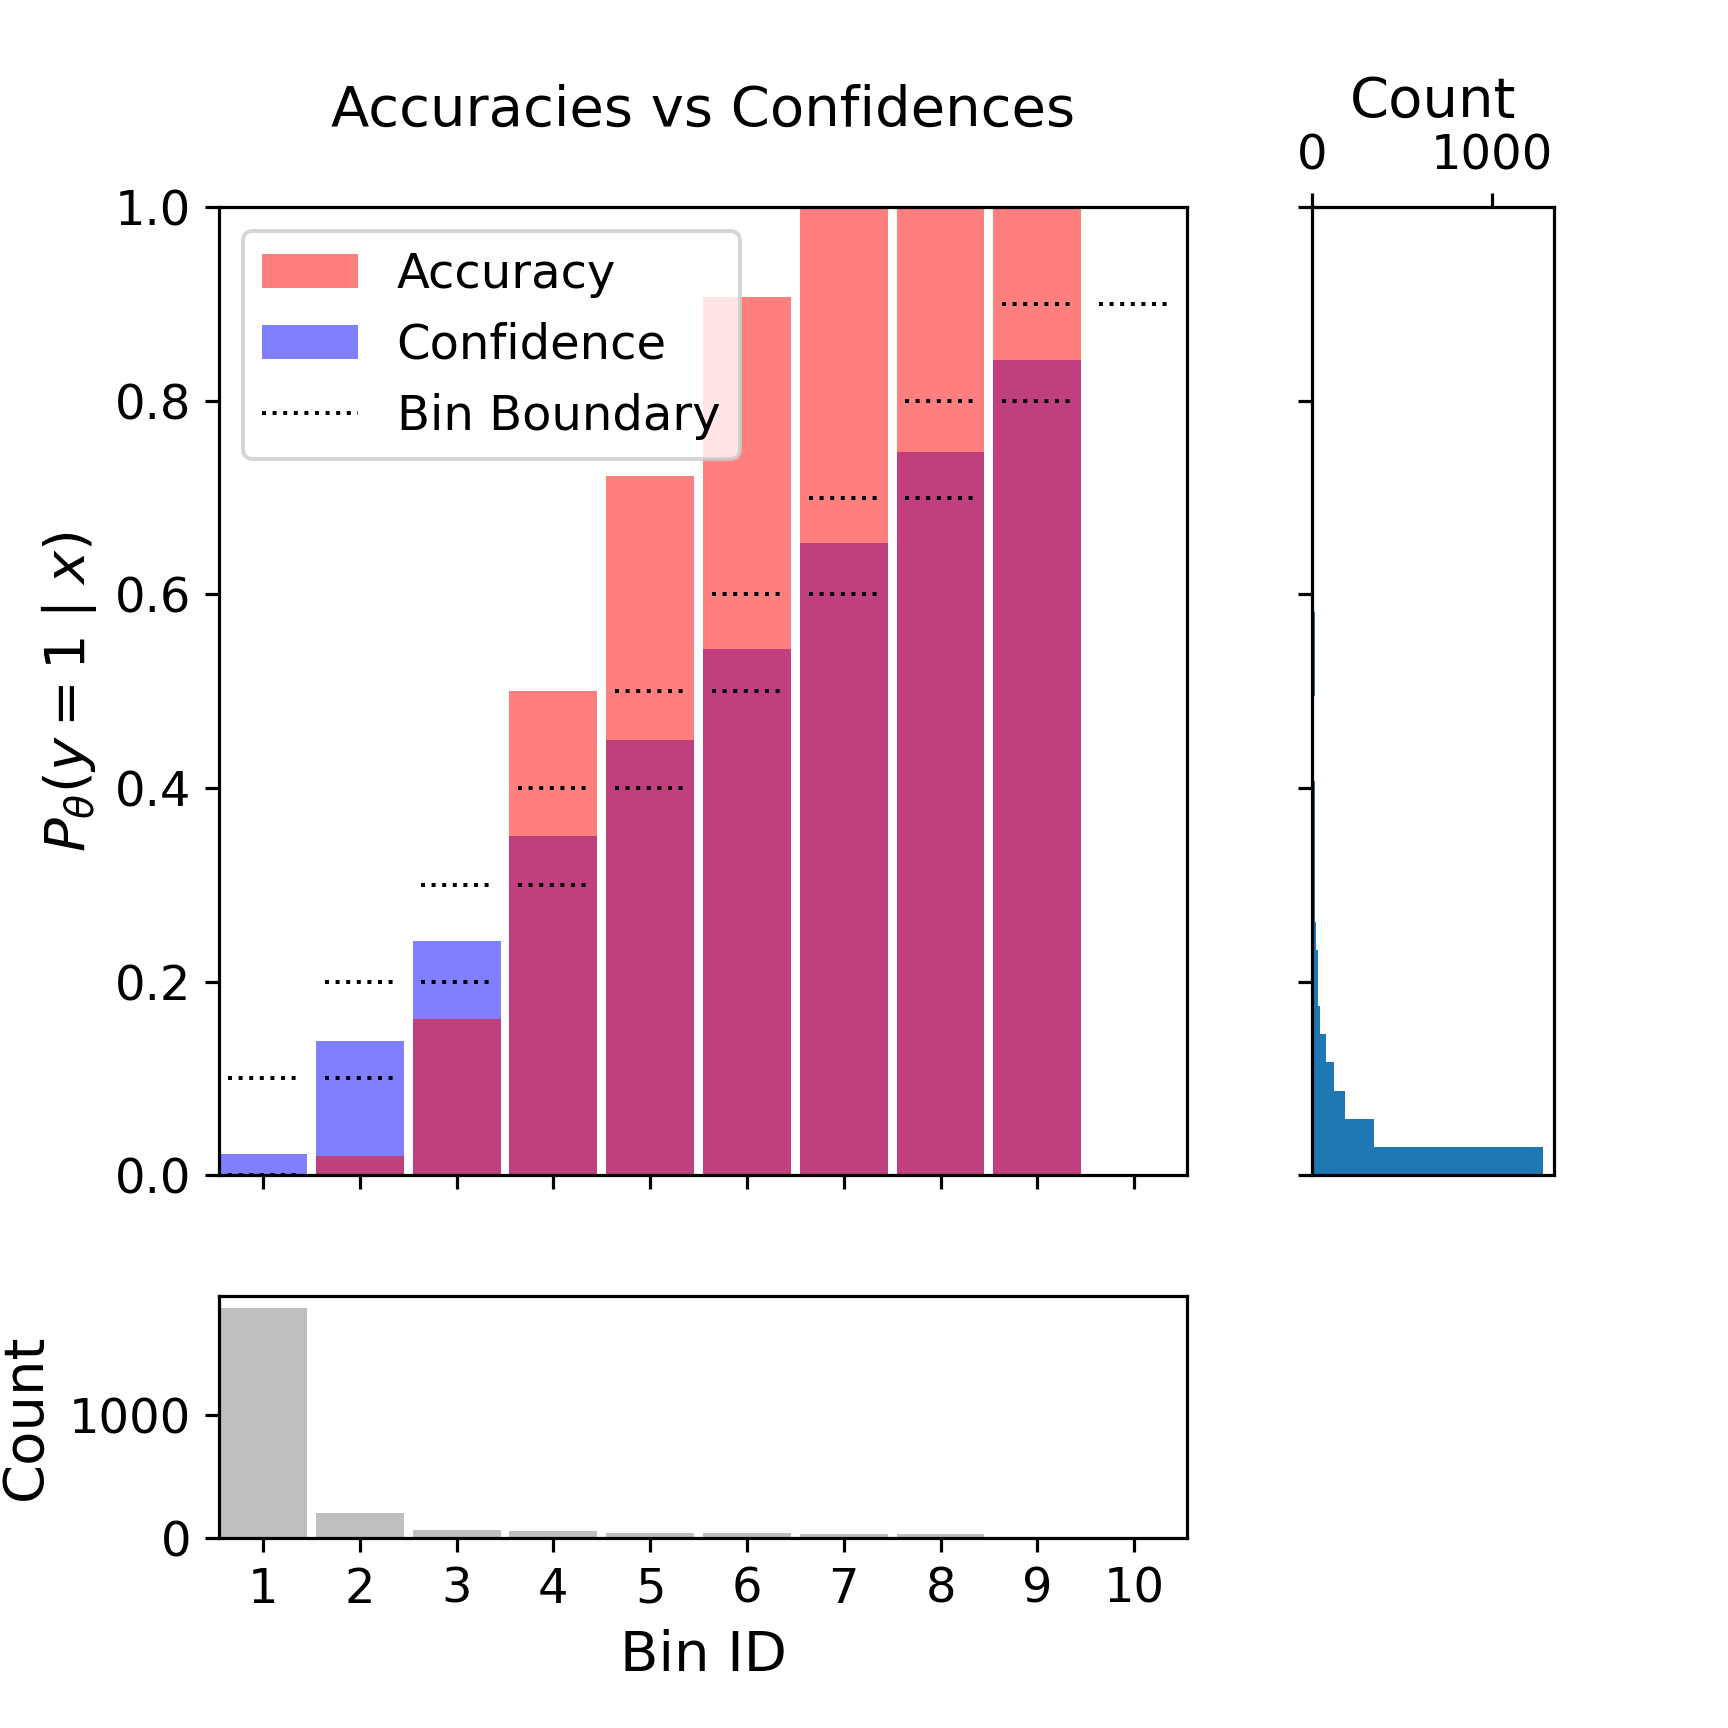 Accuracies vs Confidences
Count
0 1000
1.0
0.8
0.6
0.4
0.2
0.0
P_θ(y = 1 | x)
Accuracy
Confidence
Bin Boundary
Count
1000
0
1 2 3 4 5 6 7 8 9 10
Bin ID